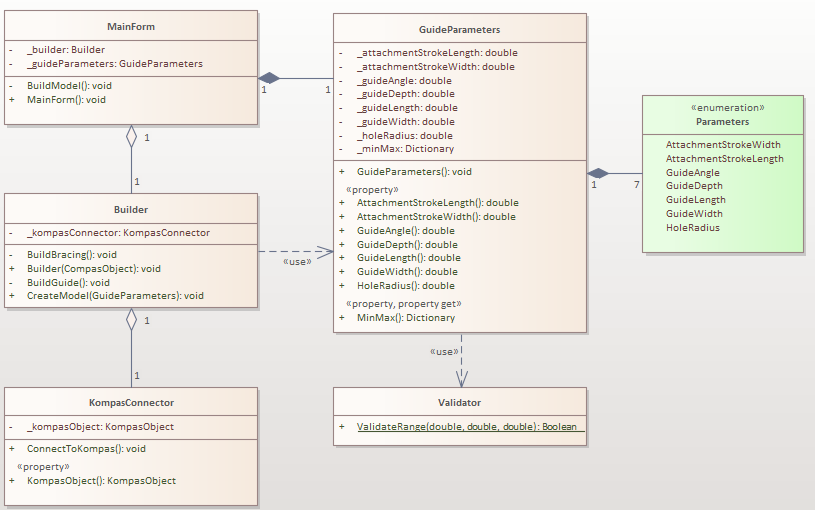 MainForm
- _builder: Builder
- _guideParameters: GuideParameters
- BuildModel(): void
+ MainForm(): void
1
1
1
1
Builder
- _kompasConnector: KompasConnector
- BuildBracing(): void
+ Builder(CompasObject): void
- BuildGuide(): void
+ CreateModel(GuideParameters): void
«use»
1
1
KompasConnector
- _kompasObject: KompasObject
+ ConnectToKompas(): void
«property»
+ KompasObject(): KompasObject
GuideParameters
- _attachmentStrokeLength: double
- _attachmentStrokeWidth: double
- _guideAngle: double
- _guideDepth: double
- _guideLength: double
- _guideWidth: double
- _holeRadius: double
- _minMax: Dictionary
+ GuideParameters(): void
«property»
+ AttachmentStrokeLength(): double
+ AttachmentStrokeWidth(): double
+ GuideAngle(): double
+ GuideDepth(): double
+ GuideLength(): double
+ GuideWidth(): double
+ HoleRadius(): double
«property, property get»
+ MinMax(): Dictionary
1
7
«use»
Validator
+ ValidateRange(double, double, double): Boolean
«enumeration»
Parameters
AttachmentStrokeWidth
AttachmentStrokeLength
GuideAngle
GuideDepth
GuideLength
GuideWidth
HoleRadius